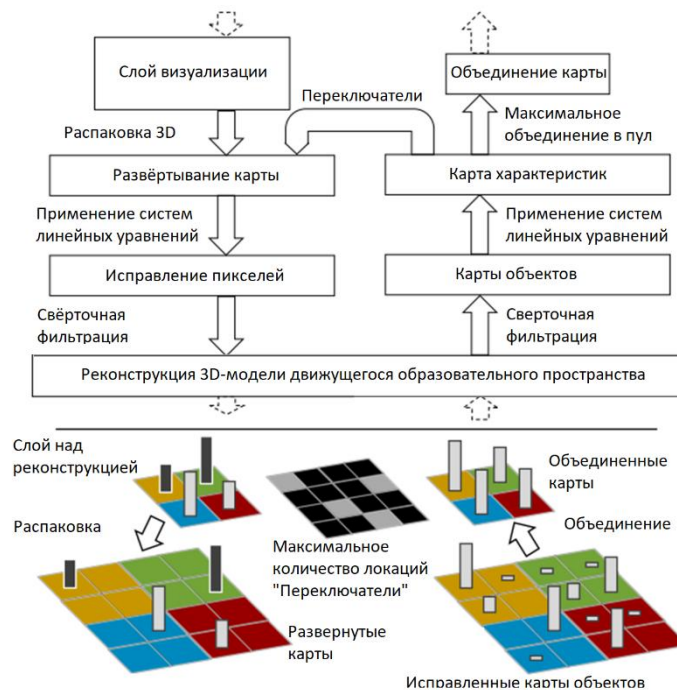 Слой визуализации
Объединение карты
Переключатели
Распаковка 3D
Максимальное
объединение в пул
Развёртывание карты
Карта характеристик
Применение систем
линейных уравнений
Применение систем
линейных уравнений
Исправление пикселей
Карты объектов
Свёрточная
фильтрация
Сверточная
фильтрация
Реконструкция 3D-модели движущегося образовательного пространства
Слой над
реконструкцией
Объединенные
карты
Распаковка
Объединение
Максимальное
количество локаций
"Переключатели"
Развернутые
карты
Исправленные карты объектов